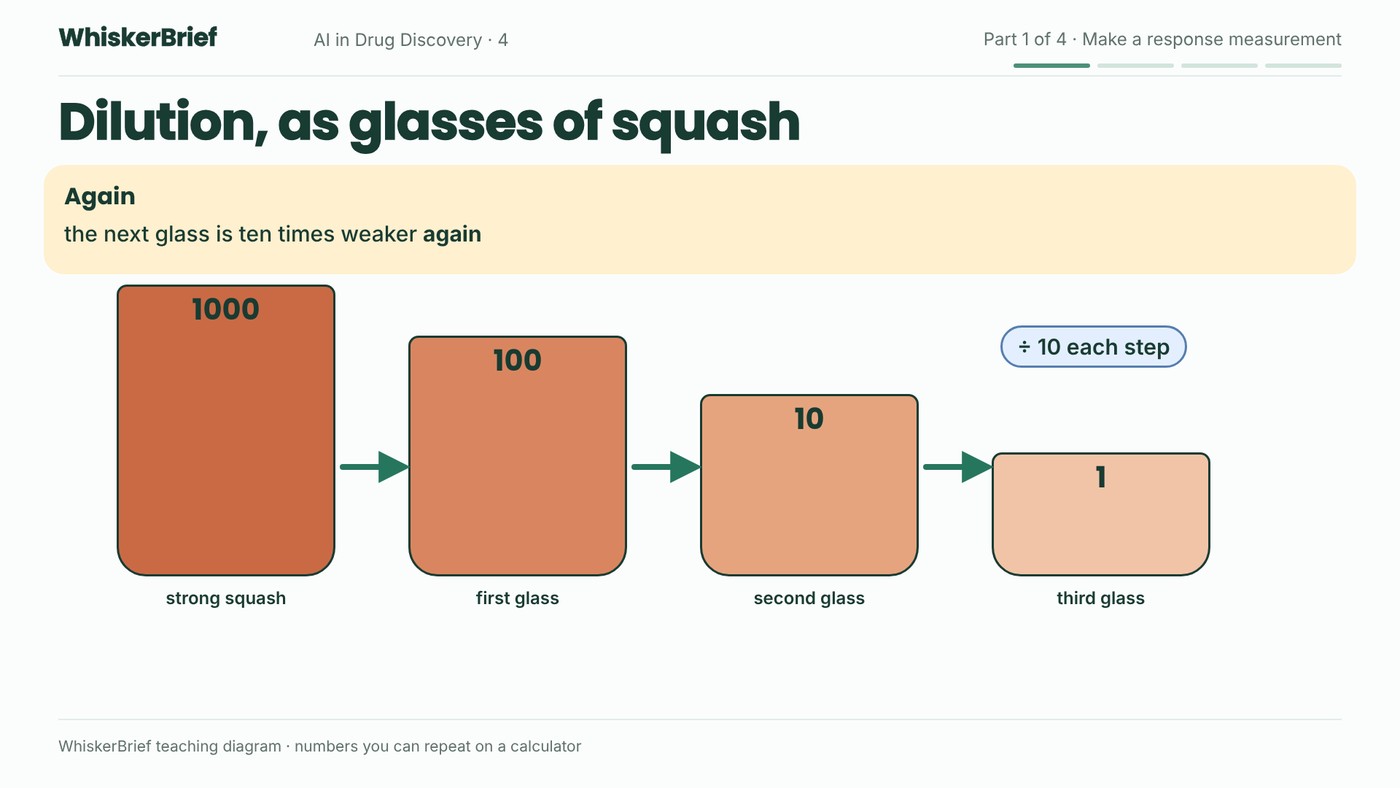 WhiskerBrief
AI in Drug Discovery · 4
Part 1 of 4 · Make a response measurement
Dilution, as glasses of squash
Again
the next glass is ten times weaker again
1000
100
10
1
÷ 10 each step
strong squash
first glass
second glass
third glass
WhiskerBrief teaching diagram · numbers you can repeat on a calculator